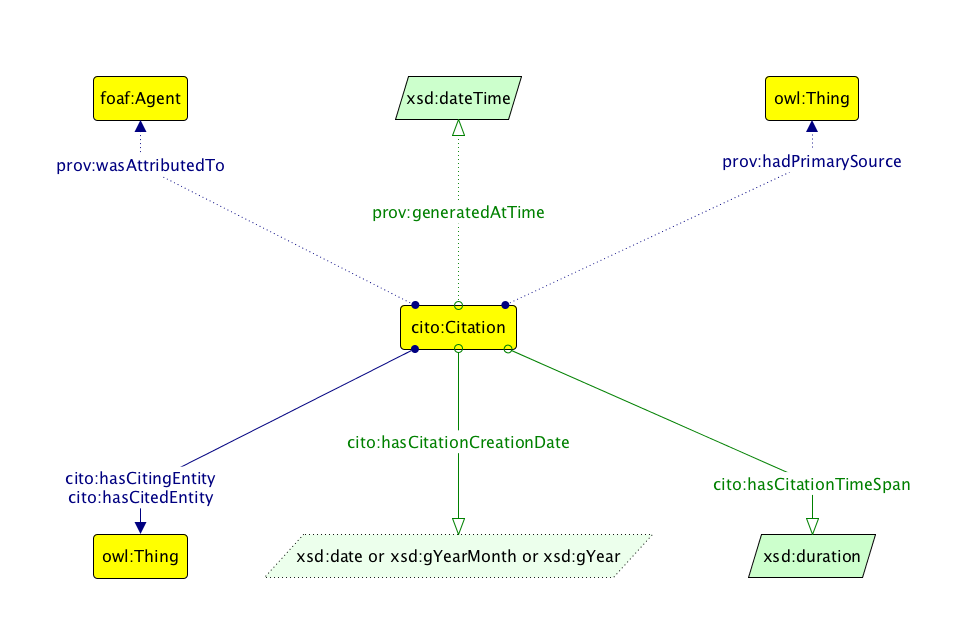 foaf:Agent
xsd:dateTime
owl:Thing
prov:wasAttributedTo
prov:hadPrimarySource
prov:generatedAtTime
cito:Citation
cito:hasCitationCreationDate
cito:hasCitingEntity
cito:hasCitedEntity
cito:hasCitationTimeSpan
owl:Thing
xsd:date or xsd:gYearMonth or xsd:gYear
xsd:duration